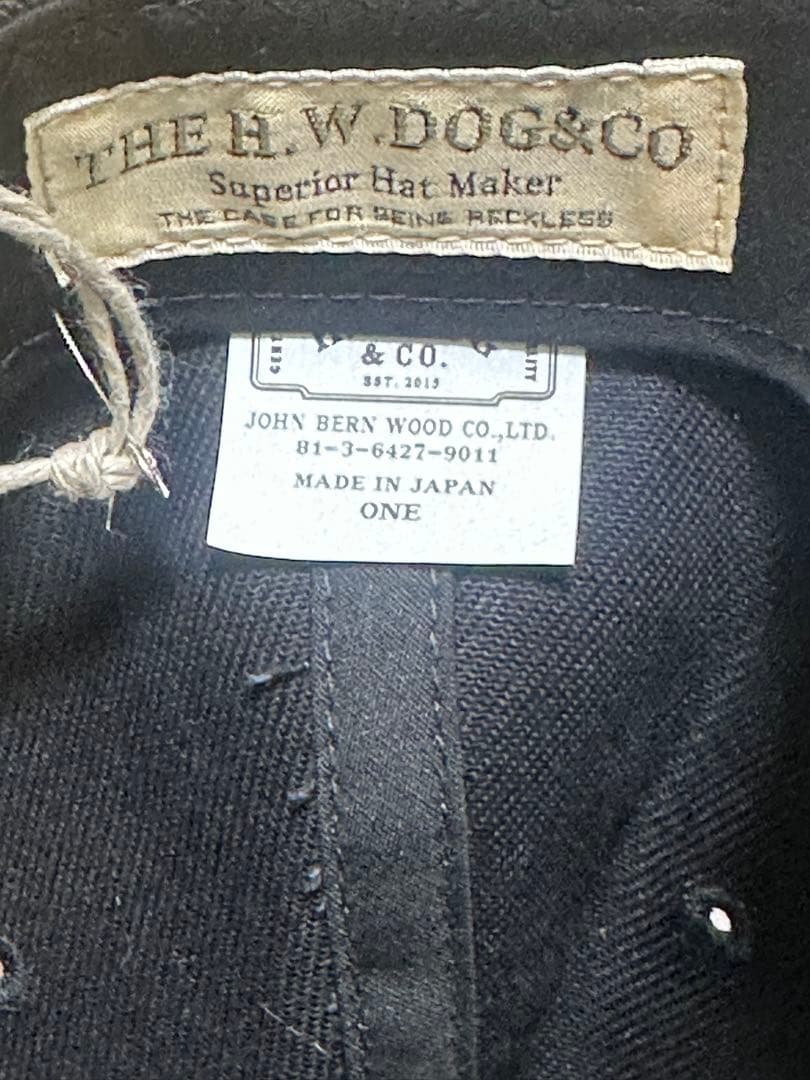 THE H.W.DOG&CO
Superior Hat Maker
THE CASE FOR BEING RECKLESS
& CO.
EST. 2015
JOHN BERN WOOD CO.,LTD.
81-3-6427-9011
MADE IN JAPAN
ONE